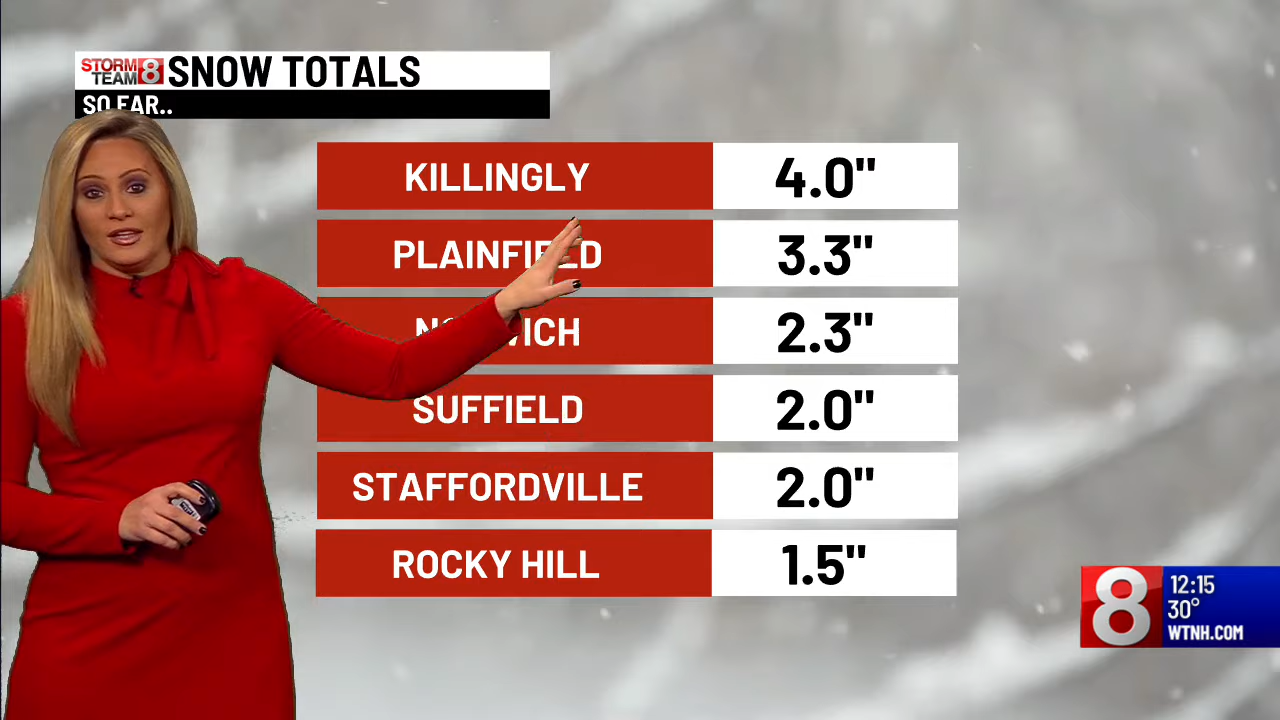 STORM TEAM 8 SNOW TOTALS
SO FAR..
KILLINGLY 4.0"
PLAINFIELD 3.3"
NORWICH 2.3"
SUFFIELD 2.0"
STAFFORDVILLE 2.0"
ROCKY HILL 1.5"
8 12:15
30°
WTNH.COM